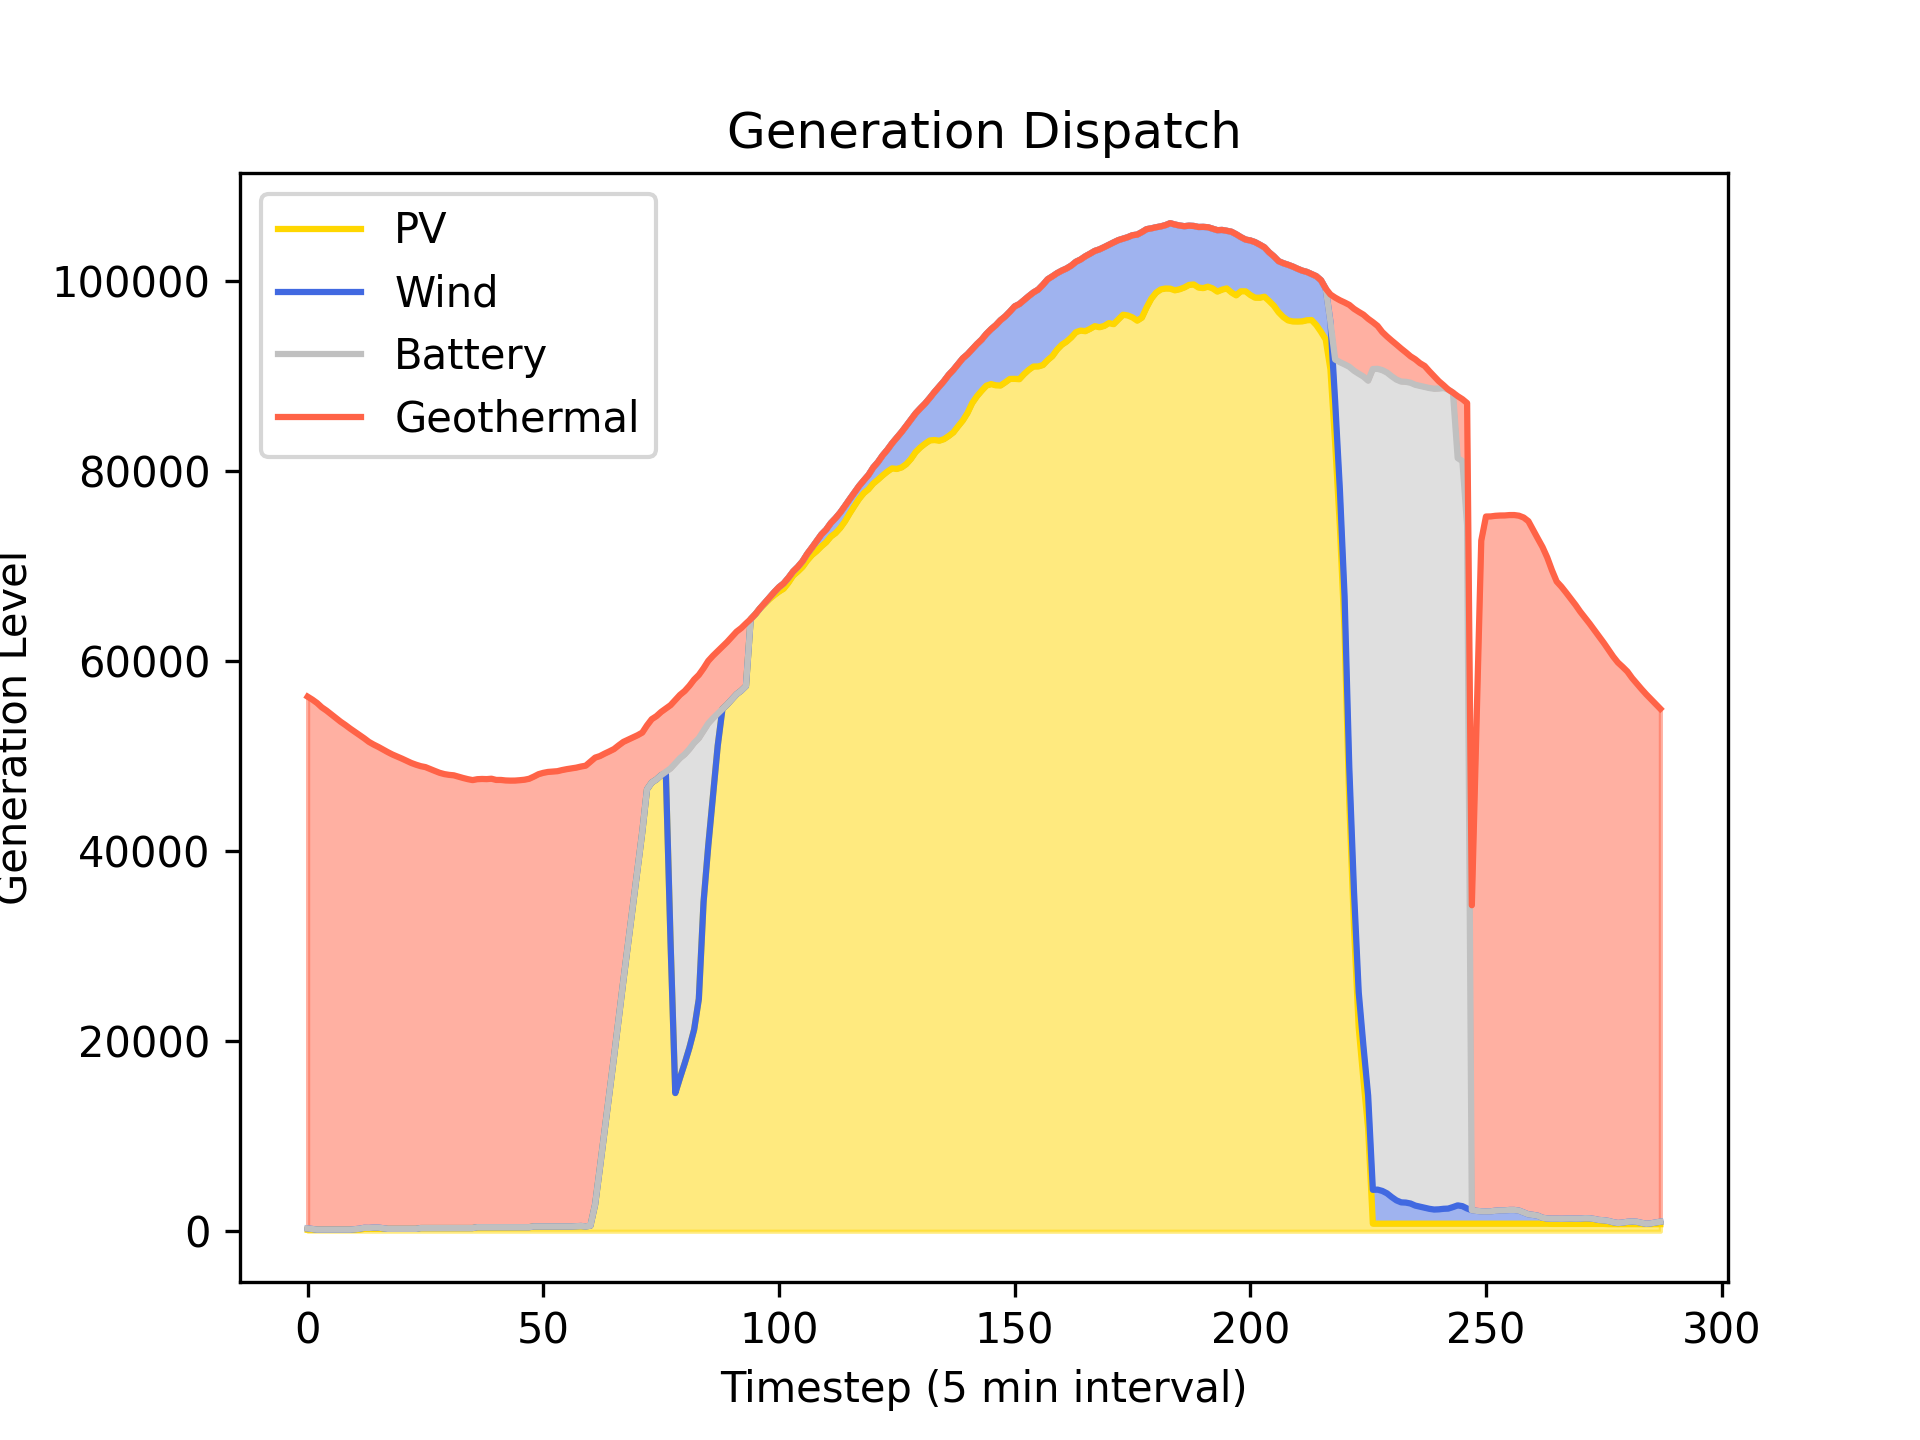 Generation Dispatch
PV
Wind
Battery
Geothermal
Generation Level
100000
80000
60000
40000
20000
0
0 50 100 150 200 250 300
Timestep (5 min interval)